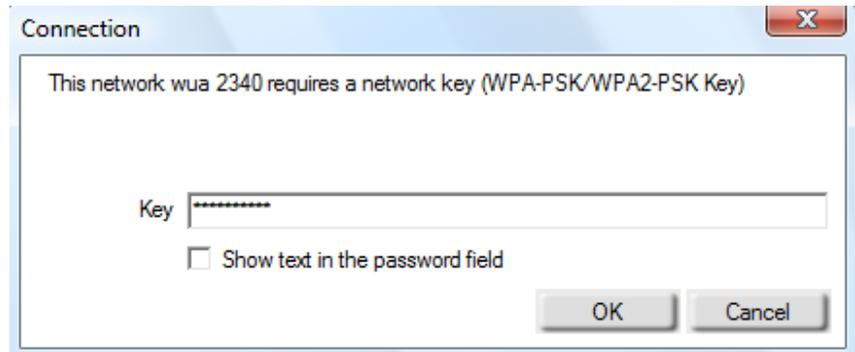 Connection
This network wua 2340 requires a network key (WPA-PSK/WPA2-PSK Key)
Key **********
Show text in the password field
OK Cancel